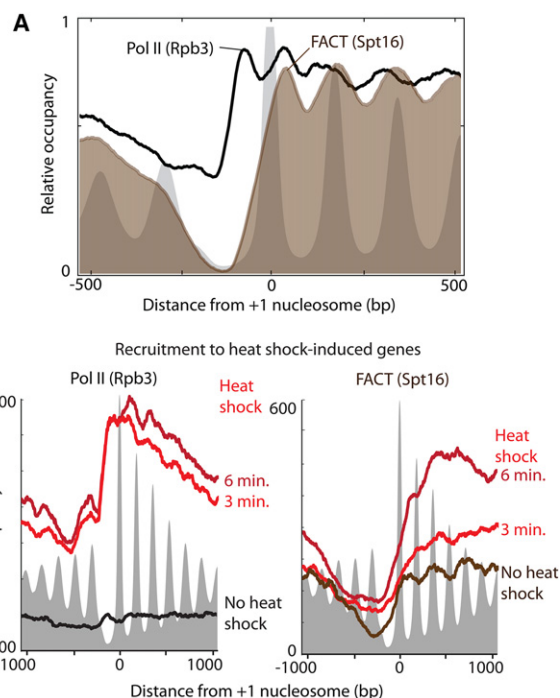 A
1
Pol II (Rpb3)
FACT (Spt16)
Relative occupancy
0
-500
0
500
Distance from +1 nucleosome (bp)
Recruitment to heat shock-induced genes
Pol II (Rpb3)
Heat
shock
6 min.
3 min.
No heat
shock
00
00
1000
0
1000
FACT (Spt16)
600
Heat
shock
6 min.
3 min.
No heat
shock
0
-1000
0
1000
Distance from +1 nucleosome (bp)